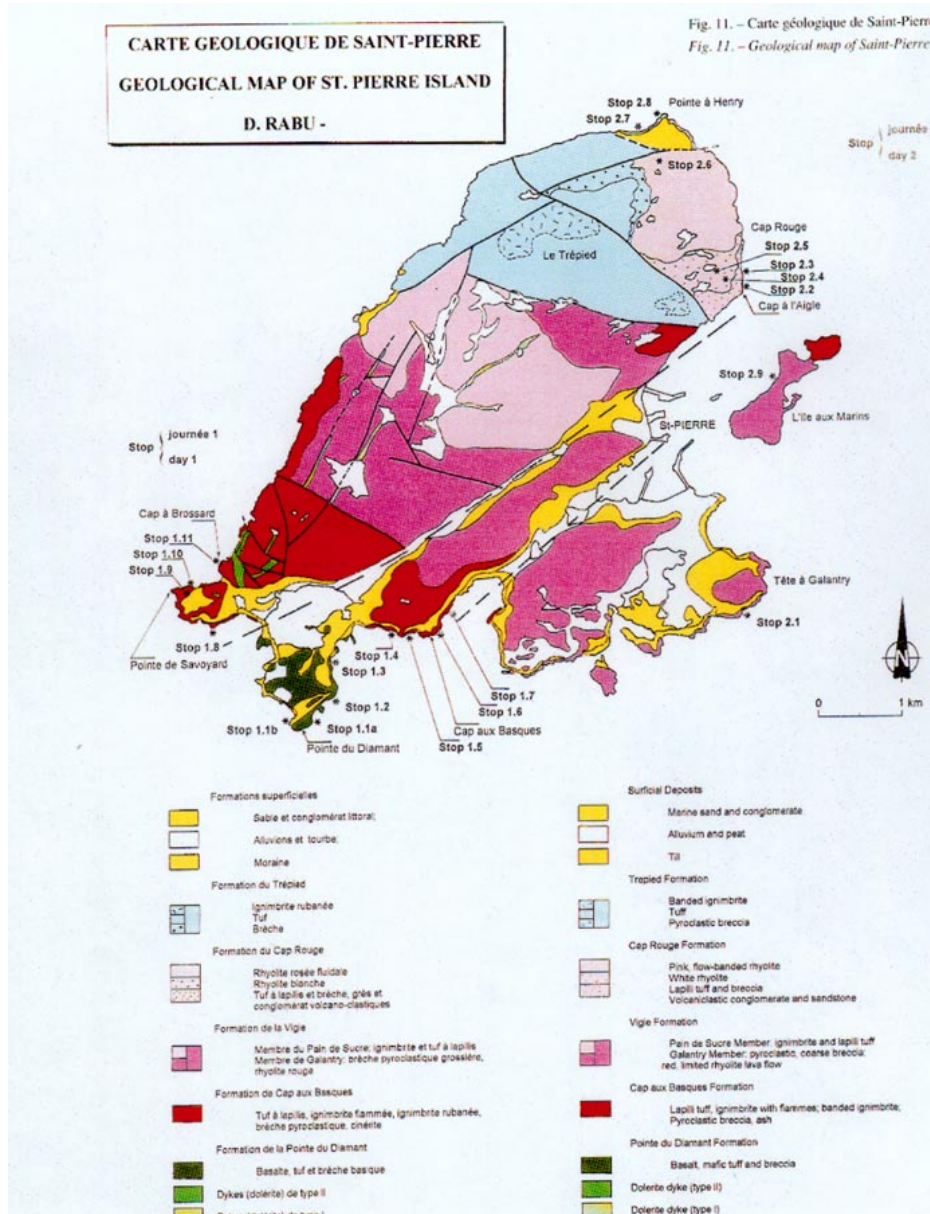 CARTE GEOLOGIQUE DE SAINT-PIERRE
GEOLOGICAL MAP OF ST. PIERRE ISLAND
D. RABU -
Fig. 11. – Carte géologique de Saint-Pierr
Fig. 11. – Geological map of Saint-Pierre
Stop 2.8
Pointe à Henry
Stop 2.7
Stop
journée
day 2
Stop 2.6
Cap Rouge
Stop 2.5
Le Trépied
Stop 2.3
Stop 2.4
Stop 2.2
Cap à l'Aigle
Stop 2.9
St-PIERRE
L'Ile aux Marins
Stop
journée 1
day 1
Cap à Brossard
Stop 1.11
Stop 1.10
Stop 1.9
Tête à Galantry
Stop 2.1
Stop 1.8
Stop 1.4
Pointe de Savoyard
Stop 1.3
Stop 1.7
N
Stop 1.2
Stop 1.6
0 1 km
Stop 1.1b
Stop 1.1a
Cap aux Basques
Pointe du Diamant
Stop 1.5
Formations superficielles
Sable et conglomérat littoral;
Alluvions et tourbe;
Moraine
Formation du Trépied
Ignimbrite rubanée
Tuf
Brèche
Formation du Cap Rouge
Rhyolite rosée fluidale
Rhyolite blanche
Tuf à lapilis et brèche, grès et
conglomérat volcano-clastiques
Formation de la Vigie
Membre du Pain de Sucre; ignimbrite et tuf à lapilis
Membre de Galantry: brèche pyroclastique grossière,
rhyolite rouge
Formation de Cap aux Basques
Tuf à lapilis, ignimbrite fiammée, ignimbrite rubanée,
brèche pyroclastique, cinérite
Formation de la Pointe du Diamant
Basalte, tuf et brèche basique
Dykes (dolérite) de type II
Surficial Deposts
Marine sand and conglomerate
Alluvium and peat
Till
Trepied Formation
Banded ignimbrite
Tuff
Pyroclastic breccia
Cap Rouge Formation
Pink, flow-banded rhyolite
White rhyolite
Lapilli tuff and breccia
Volcaniclastic conglomerate and sandstone
Vigie Formation
Pain de Sucre Member: ignimbrite and lapilli tuff
Galantry Member: pyroclastic, coarse breccia;
red, limited rhyolite lava flow
Cap aux Basques Formation
Lapilli tuff, ignimbrite with fiammes; banded ignimbrite;
Pyroclastic breccia, ash
Pointe du Diamant Formation
Basalt, mafic tuff and breccia
Dolerite dyke (type II)
Dolerite dyke (type I)